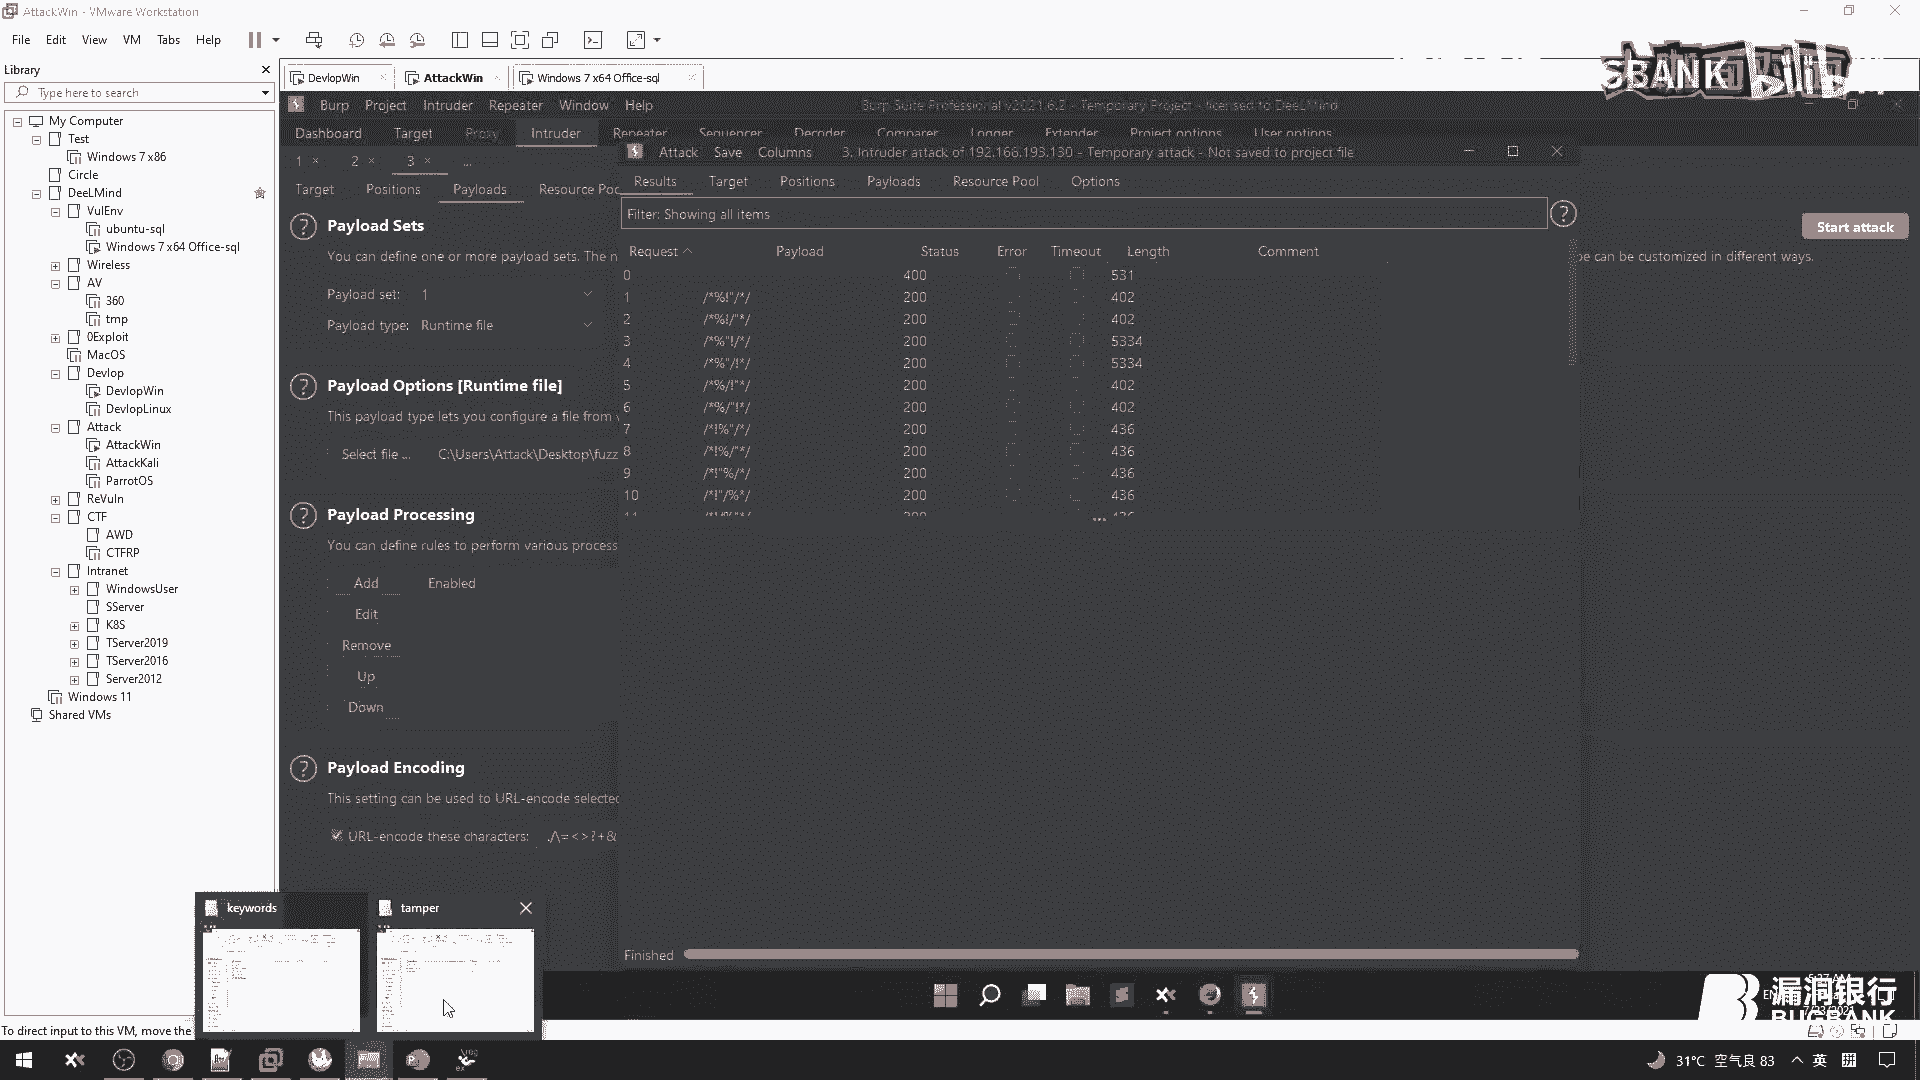 AttackWin - VMware Workstation
File Edit View VM Tabs Help
Library
Type here to search
My Computer
Test
Windows 7 x86
Circle
DeeLMind
VulEnv
ubuntu-sql
Windows 7 x64 Office-sql
Wireless
AV
360
tmp
0Exploit
MacOS
Devlop
DevlopWin
DevlopLinux
Attack
AttackWin
AttackKali
ParrotOS
ReVuln
CTF
AWD
CTFRP
Intranet
WindowsUser
SServer
K8S
TServer2019
TServer2016
Server2012
Windows 11
Shared VMs
DevlopWin AttackWin Windows 7 x64 Office-sql
Burp Project Intruder Repeater Window Help Burp Suite Professional v2021.6.2 - Temporary Project - licensed to DeeLMind
Dashboard Target Proxy Intruder Repeater Sequencer Decoder Comparer Logger Extender Project options User options
1 2 3 ...
Target Positions Payloads Resource Poo
Payload Sets
You can define one or more payload sets. The n
Payload set: 1
Payload type: Runtime file
Payload Options [Runtime file]
This payload type lets you configure a file from
Select file ... C:\Users\Attack\Desktop\fuzz
Payload Processing
You can define rules to perform various process
Add Enabled
Edit
Remove
Up
Down
Payload Encoding
This setting can be used to URL-encode selected
URL-encode these characters: ./\=<>?+&
Attack Save Columns 3. Intruder attack of 192.166.193.130 - Temporary attack - Not saved to project file
Results Target Positions Payloads Resource Pool Options
Filter: Showing all items
Request Payload Status Error Timeout Length Comment
0 400 531
1 /*%!"/*/ 200 402
2 /*%!/"*/ 200 402
3 /*%"!/*/ 200 5334
4 /*%"/!*/ 200 5334
5 /*%/!"*/ 200 402
6 /*%/"!*/ 200 402
7 /*!%"/*/ 200 436
8 /*!%/"*/ 200 436
9 /*!"%/*/ 200 436
10 /*!"/%*/ 200 436
Finished
Start attack
be can be customized in different ways.
SBANK
keywords tamper
漏洞银行
BUGBANK
To direct input to this VM, move the
31°C 空气良 83 英 拼